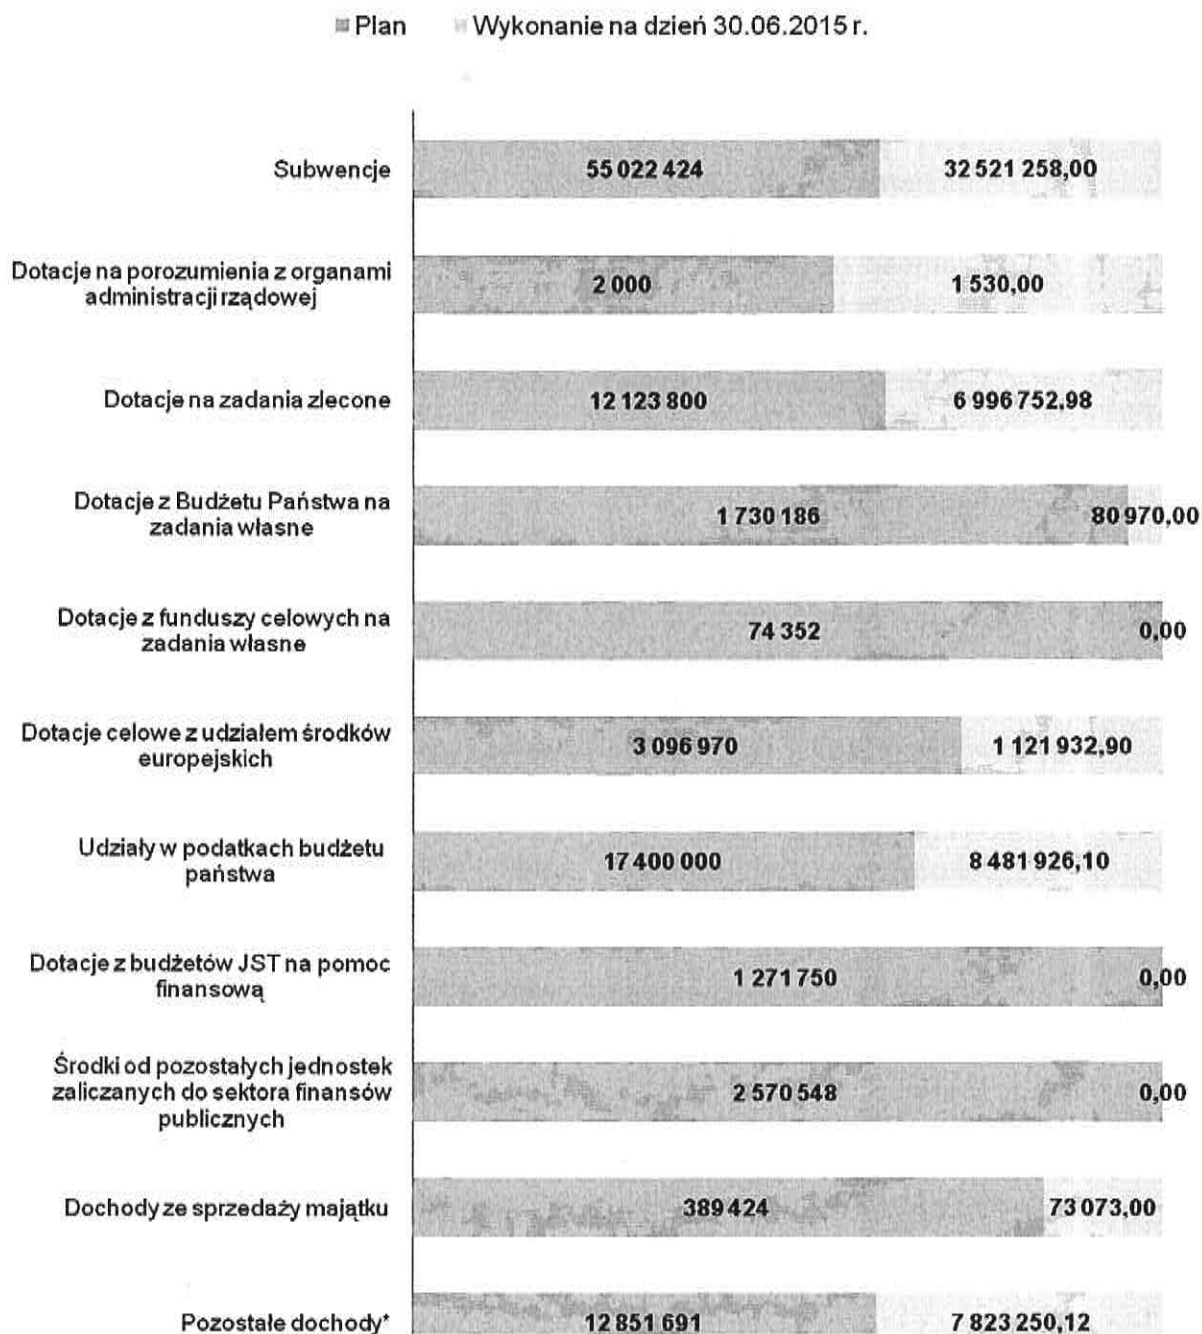 Plan Wykonanie na dzień 30.06.2015 r.
Subwencje 55 022 424 32 521 258,00
Dotacje na porozumienia z organami
administracji rządowej 2 000 1 530,00
Dotacje na zadania zlecone 12 123 800 6 996 752,98
Dotacje z Budżetu Państwa na
zadania własne 1 730 186 80 970,00
Dotacje z funduszy celowych na
zadania własne 74 352 0,00
Dotacje celowe z udziałem środków
europejskich 3 096 970 1 121 932,90
Udziały w podatkach budżetu
państwa 17 400 000 8 481 926,10
Dotacje z budżetów JST na pomoc
finansową 1 271 750 0,00
Środki od pozostałych jednostek
zaliczanych do sektora finansów
publicznych 2 570 548 0,00
Dochody ze sprzedaży majątku 389 424 73 073,00
Pozostałe dochody* 12 851 691 7 823 250,12